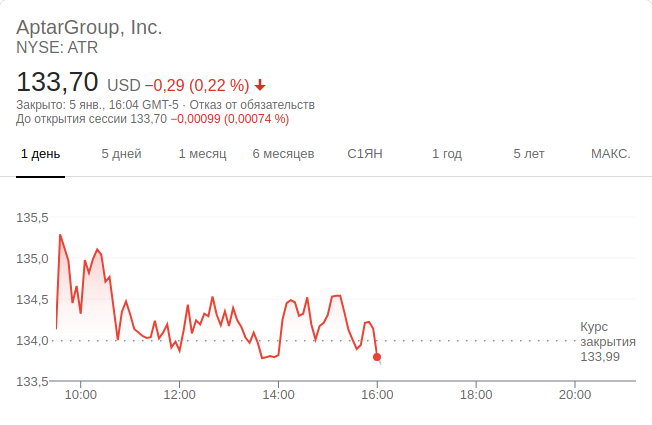 AptarGroup, Inc.
NYSE: ATR
133,70 USD −0,29 (0,22 %)
Закрыто: 5 янв., 16:04 GMT-5 · Отказ от обязательств
До открытия сессии 133,70 −0,00099 (0,00074 %)
1 день 5 дней 1 месяц 6 месяцев С1ЯН 1 год 5 лет МАКС.
135,5
135,0
134,5
Курс
134,0 закрытия
133,99
133,5
10:00 12:00 14:00 16:00 18:00 20:00